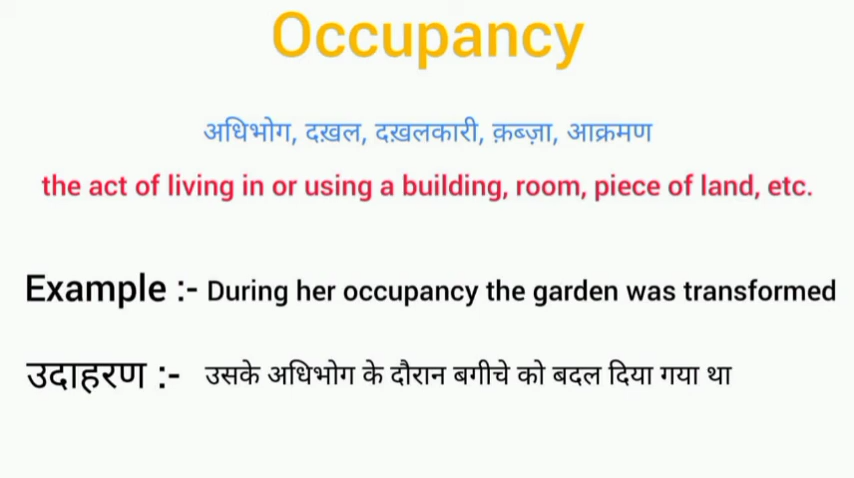 Occupancy
अधिभोग, दख़ल, दख़लकारी, क़ब्ज़ा, आक्रमण
the act of living in or using a building, room, piece of land, etc.
Example :- During her occupancy the garden was transformed
उदाहरण :- उसके अधिभोग के दौरान बगीचे को बदल दिया गया था